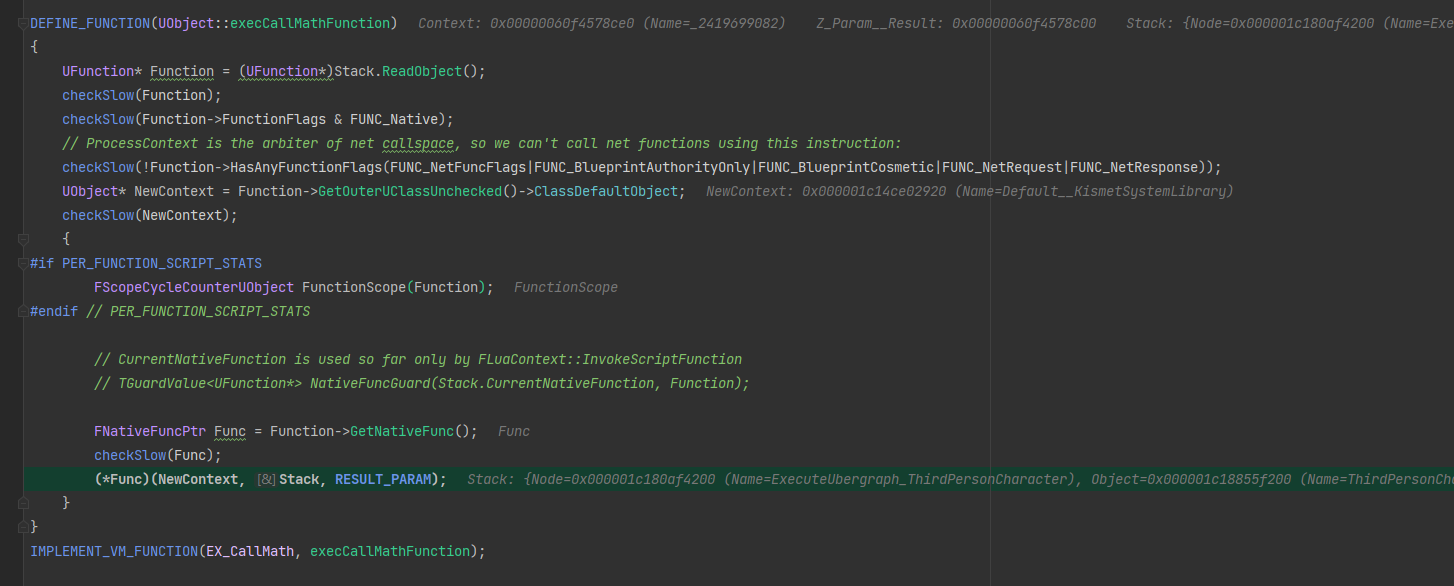 DEFINE_FUNCTION(UObject::execCallMathFunction) Context: 0x00000060f4578ce0 (Name=_2419699082) Z_Param__Result: 0x00000060f4578c00 Stack: {Node=0x000001c180af4200 (Name=Exe
{
UFunction* Function = (UFunction*)Stack.ReadObject();
checkSlow(Function);
checkSlow(Function->FunctionFlags & FUNC_Native);
// ProcessContext is the arbiter of net callspace, so we can't call net functions using this instruction:
checkSlow(!Function->HasAnyFunctionFlags(FUNC_NetFuncFlags|FUNC_BlueprintAuthorityOnly|FUNC_BlueprintCosmetic|FUNC_NetRequest|FUNC_NetResponse));
UObject* NewContext = Function->GetOuterUClassUnchecked()->ClassDefaultObject; NewContext: 0x000001c14ce02920 (Name=Default__KismetSystemLibrary)
checkSlow(NewContext);
{
#if PER_FUNCTION_SCRIPT_STATS
FScopeCycleCounterUObject FunctionScope(Function); FunctionScope
#endif // PER_FUNCTION_SCRIPT_STATS
// CurrentNativeFunction is used so far only by FLuaContext::InvokeScriptFunction
// TGuardValue<UFunction*> NativeFuncGuard(Stack.CurrentNativeFunction, Function);
FNativeFuncPtr Func = Function->GetNativeFunc(); Func
checkSlow(Func);
(*Func)(NewContext, [&]Stack, RESULT_PARAM); Stack: {Node=0x000001c180af4200 (Name=ExecuteUbergraph_ThirdPersonCharacter), Object=0x000001c18855f200 (Name=ThirdPersonCh
}
}
IMPLEMENT_VM_FUNCTION(EX_CallMath, execCallMathFunction);